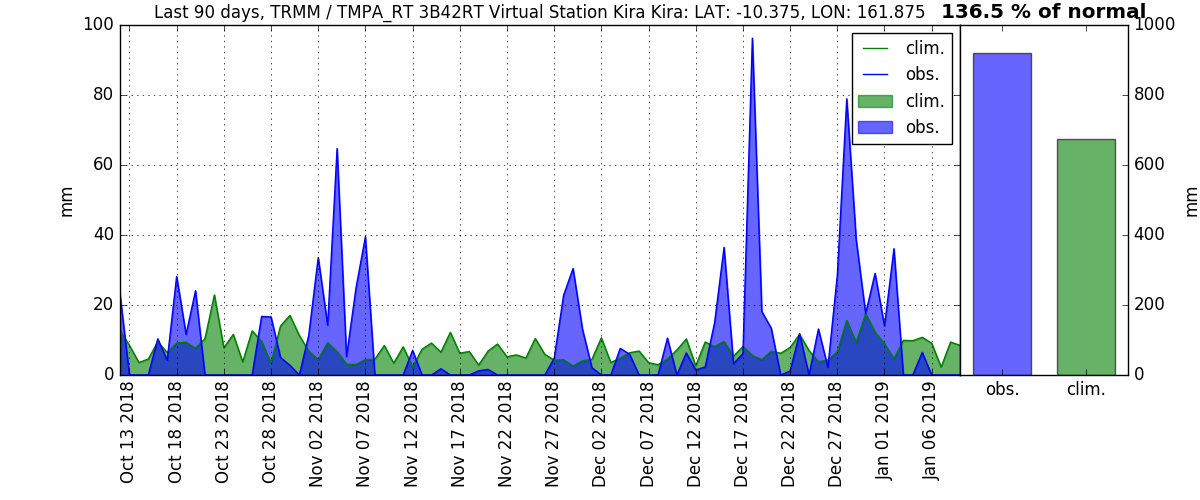 Last 90 days, TRMM / TMPA_RT 3B42RT Virtual Station Kira Kira: LAT: -10.375, LON: 161.875 136.5 % of normal
100
80
60
40
20
0
mm
clim.
obs.
clim.
obs.
1000
800
600
400
200
0
mm
Oct 13 2018
Oct 18 2018
Oct 23 2018
Oct 28 2018
Nov 02 2018
Nov 07 2018
Nov 12 2018
Nov 17 2018
Nov 22 2018
Nov 27 2018
Dec 02 2018
Dec 07 2018
Dec 12 2018
Dec 17 2018
Dec 22 2018
Dec 27 2018
Jan 01 2019
Jan 06 2019
obs.
clim.